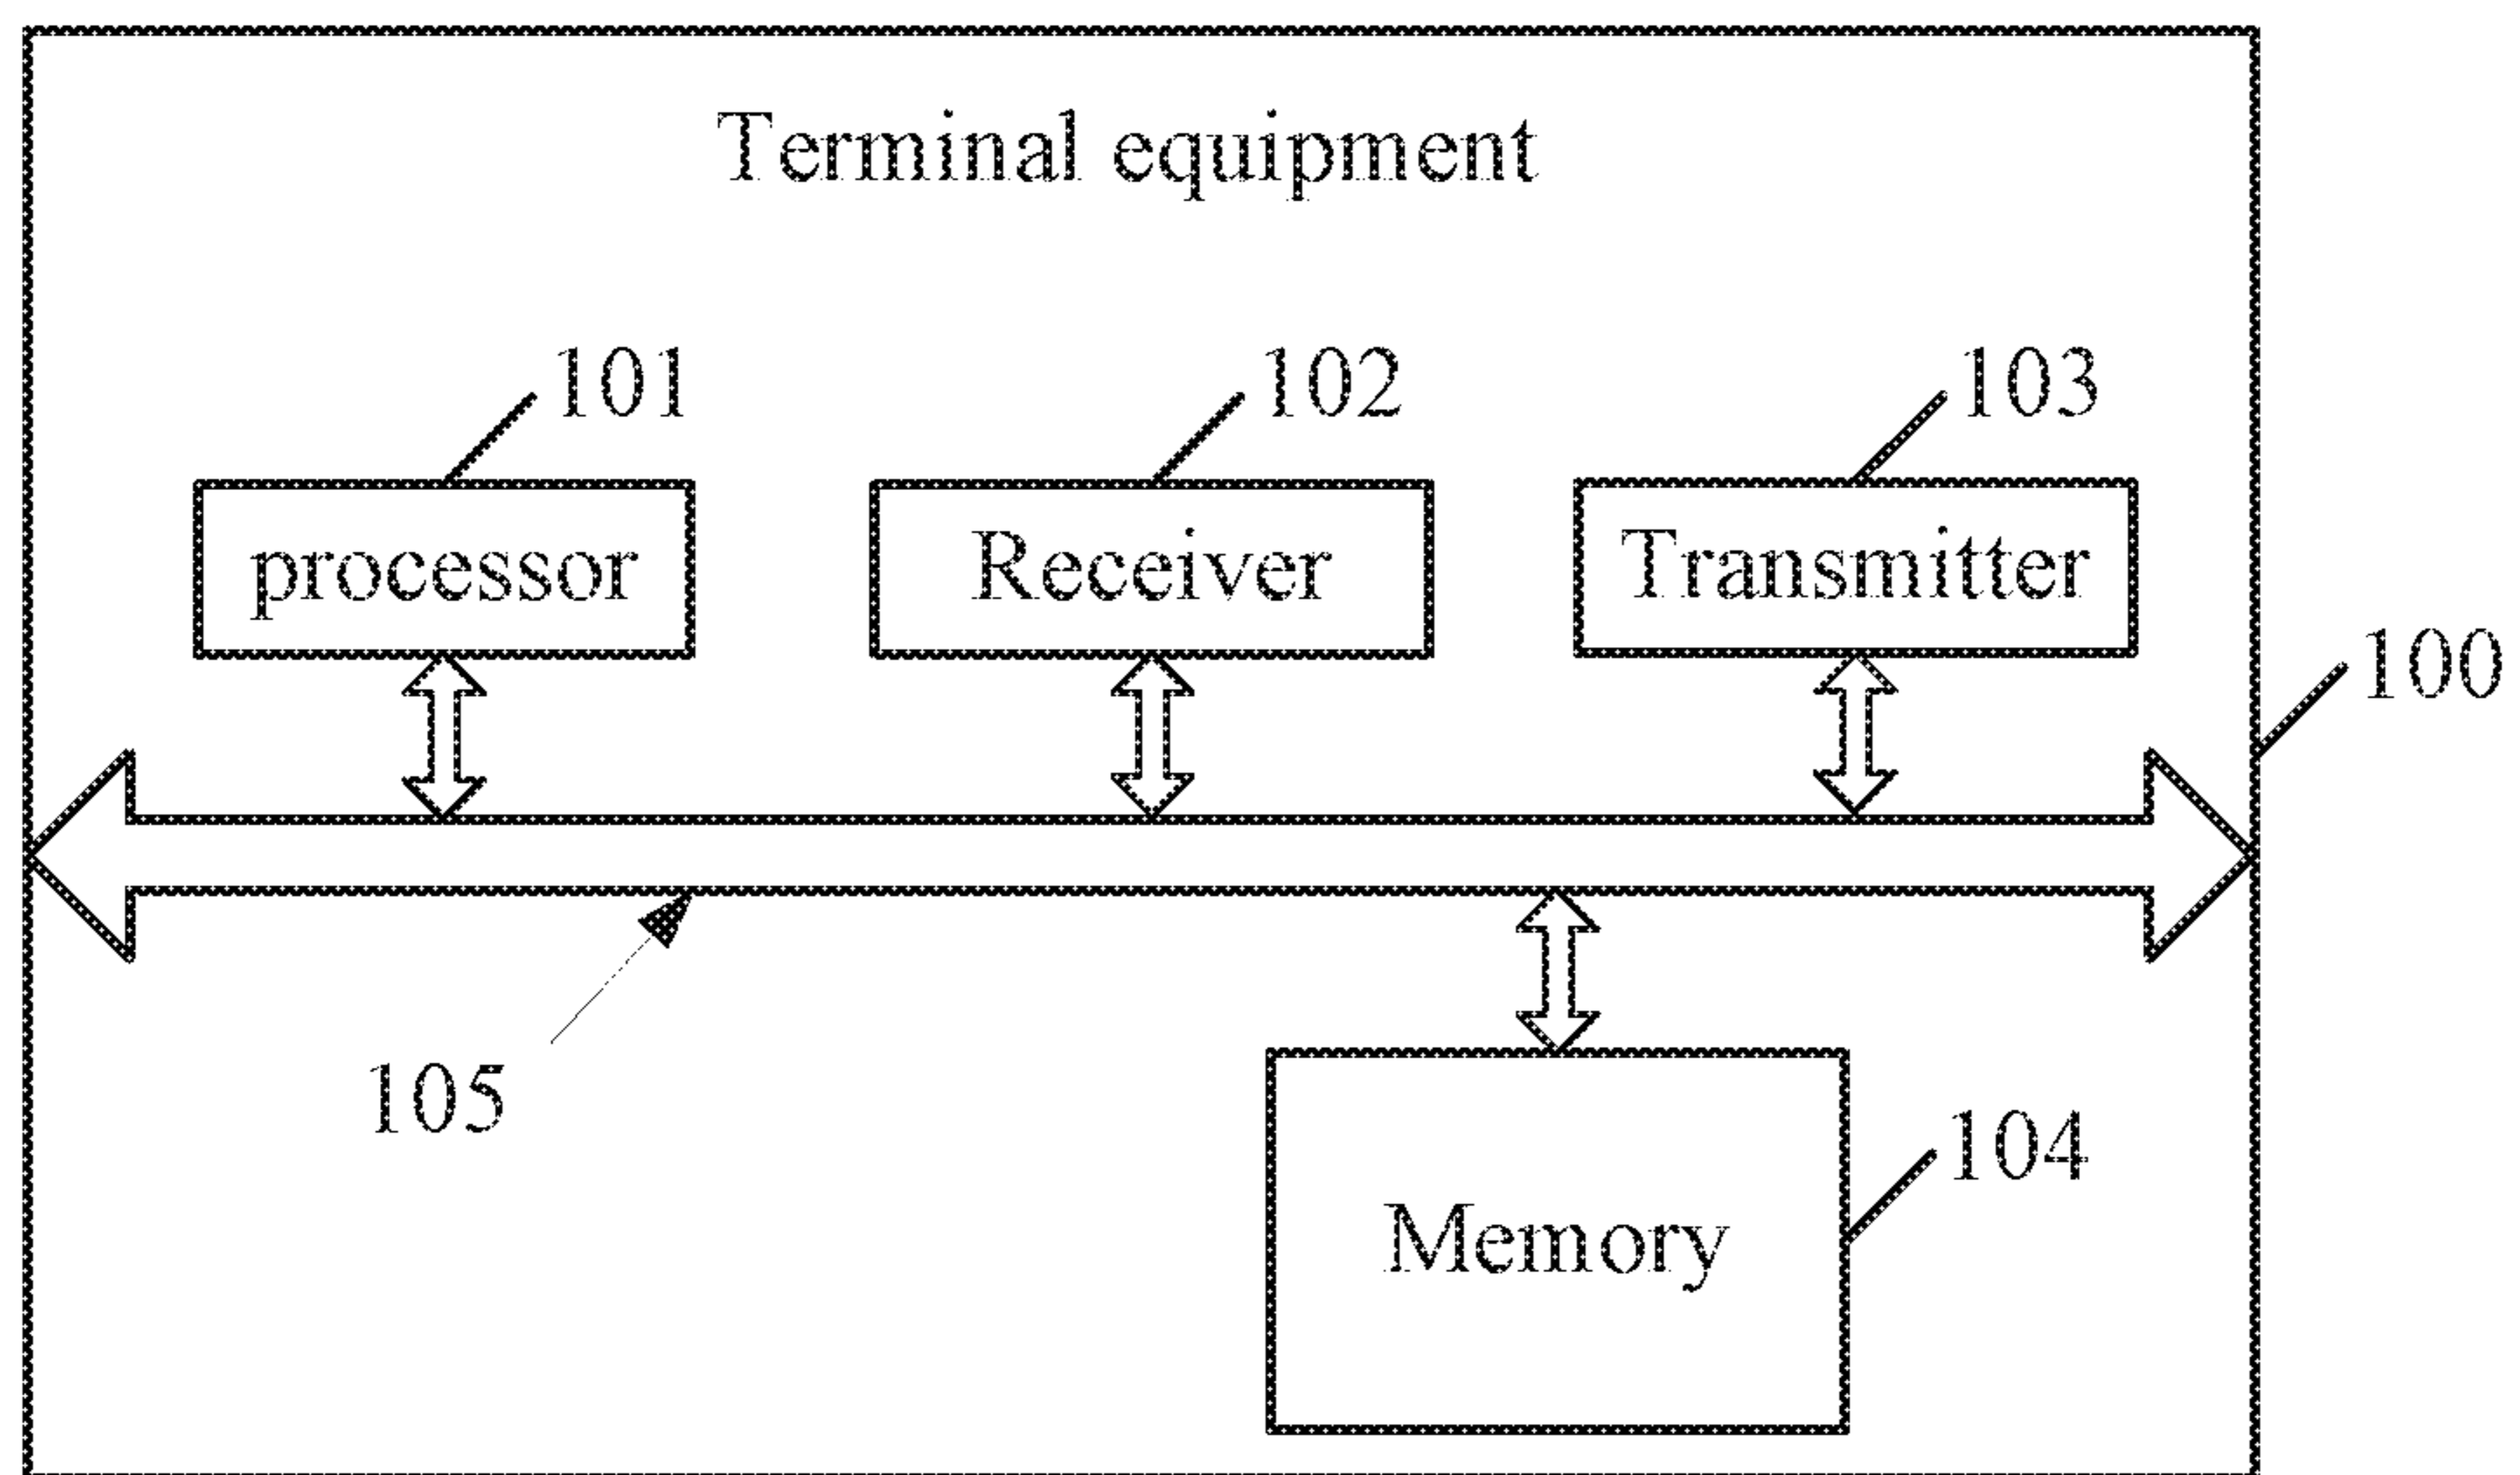 Terminal equipment
101
102
103
processor
Receiver
Transmitter
100
105
104
Memory